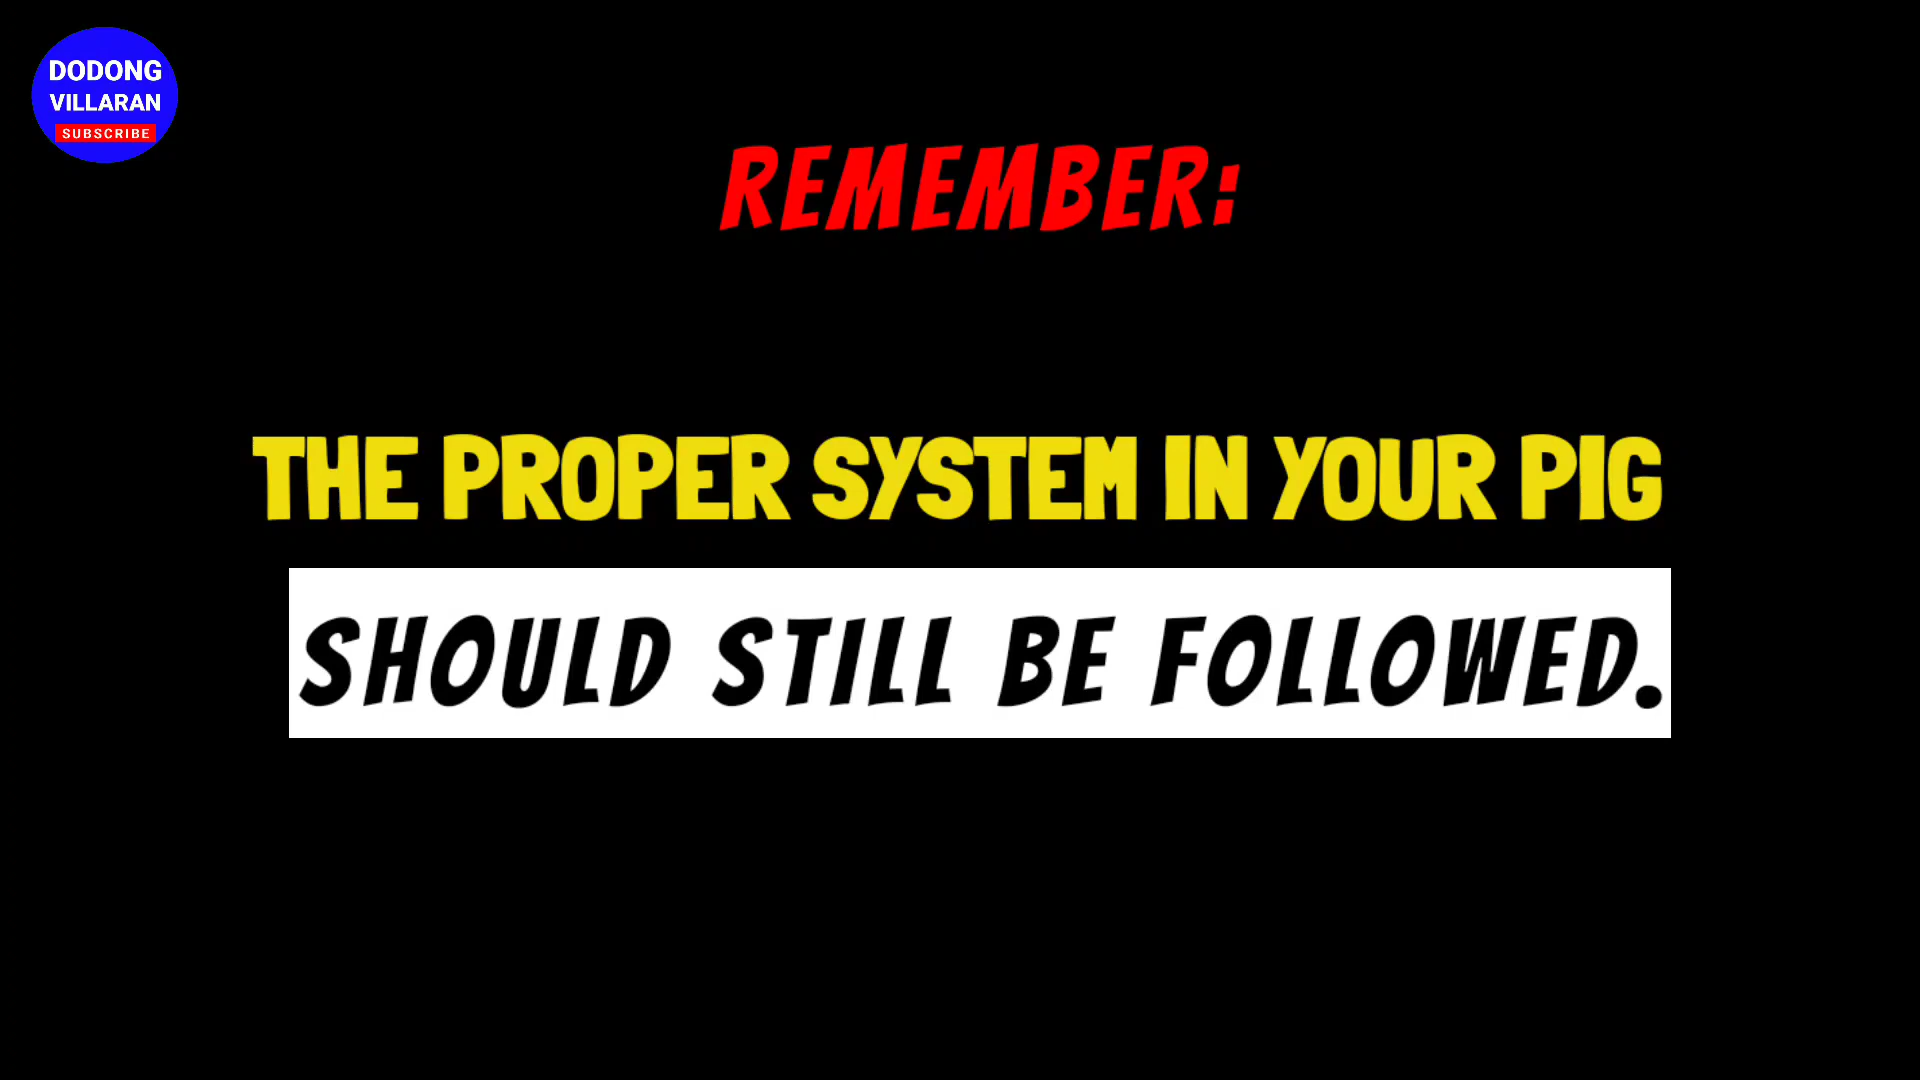 DODONG
VILLARAN
SUBSCRIBE
REMEMBER:
THE PROPER SYSTEM IN YOUR PIG
SHOULD STILL BE FOLLOWED.